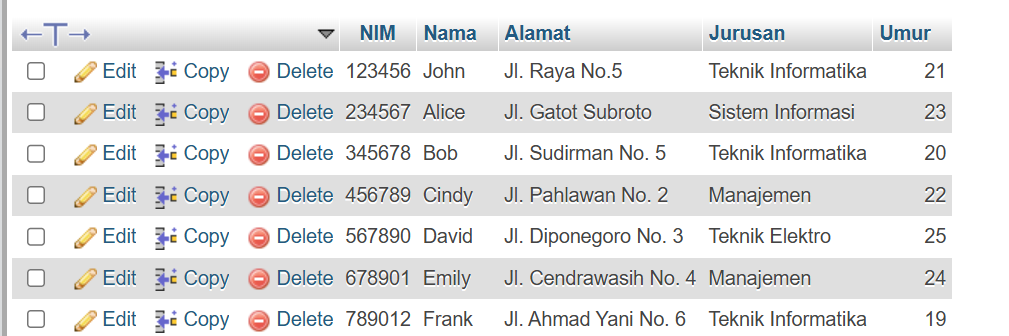 ←T→ NIM Nama Alamat Jurusan Umur
Edit Copy Delete 123456 John Jl. Raya No.5 Teknik Informatika 21
Edit Copy Delete 234567 Alice Jl. Gatot Subroto Sistem Informasi 23
Edit Copy Delete 345678 Bob Jl. Sudirman No. 5 Teknik Informatika 20
Edit Copy Delete 456789 Cindy Jl. Pahlawan No. 2 Manajemen 22
Edit Copy Delete 567890 David Jl. Diponegoro No. 3 Teknik Elektro 25
Edit Copy Delete 678901 Emily Jl. Cendrawasih No. 4 Manajemen 24
Edit Copy Delete 789012 Frank Jl. Ahmad Yani No. 6 Teknik Informatika 19